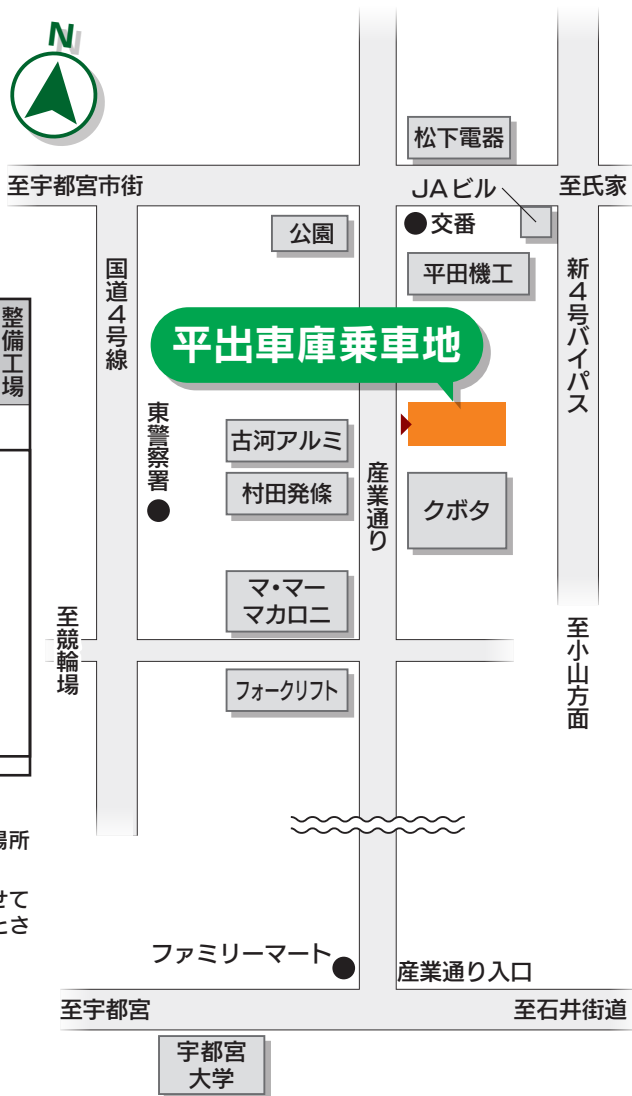 N
松下電器
至宇都宮市街
JAビル
至氏家
公園
交番
平田機工
国道4号線
新4号バイパス
整備工場
平出車庫乗車地
東警察署
古河アルミ
産業通り
村田発條
クボタ
マ・マー
マカロニ
至競輪場
至小山方面
フォークリフト
場所
せて
とさ
ファミリーマート
産業通り入口
至宇都宮
至石井街道
宇都宮
大学